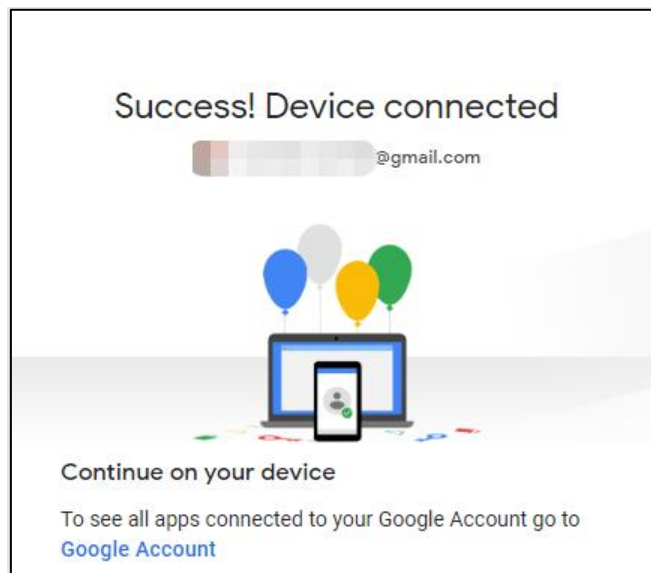 Success! Device connected
@gmail.com
Continue on your device
To see all apps connected to your Google Account go to
Google Account